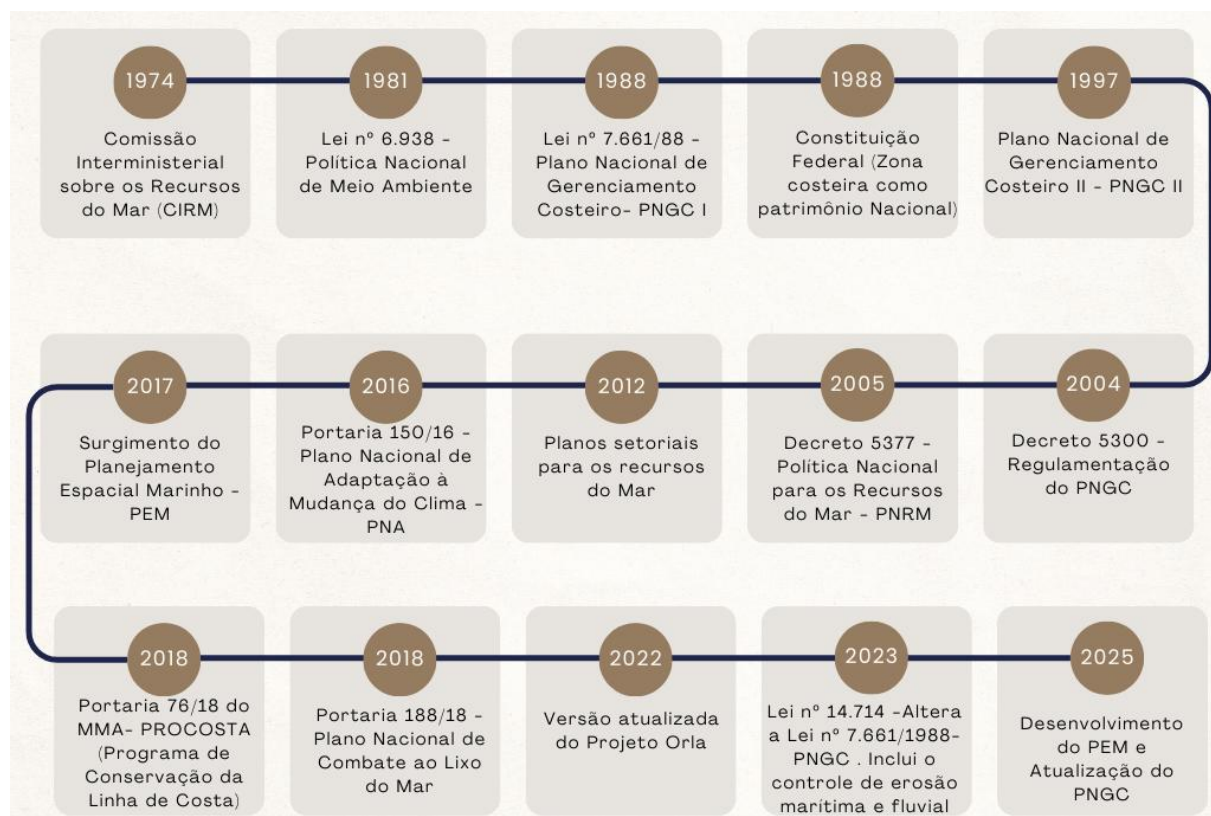 1974
Comissão
Interministerial
sobre os Recursos
do Mar (CIRM)
1981
Lei nº 6.938 -
Política Nacional
de Meio Ambiente
1988
Lei nº 7.661/88 -
Plano Nacional de
Gerenciamento
Costeiro- PNGC I
1988
Constituição
Federal (Zona
costeira como
patrimônio Nacional)
1997
Plano Nacional de
Gerenciamento
Costeiro II - PNGC II
2004
Decreto 5300 -
Regulamentação
do PNGC
2005
Decreto 5377 -
Política Nacional
para os Recursos
do Mar - PNRM
2012
Planos setoriais
para os recursos
do Mar
2016
Portaria 150/16 -
Plano Nacional de
Adaptação à
Mudança do Clima -
PNA
2017
Surgimento do
Planejamento
Espacial Marinho -
PEM
2018
Portaria 76/18 do
MMA- PROCOSTA
(Programa de
Conservação da
Linha de Costa)
2018
Portaria 188/18 -
Plano Nacional de
Combate ao Lixo
do Mar
2022
Versão atualizada
do Projeto Orla
2023
Lei nº 14.714 -Altera
a Lei nº 7.661/1988-
PNGC . Inclui o
controle de erosão
marítima e fluvial
2025
Desenvolvimento
do PEM e
Atualização do
PNGC